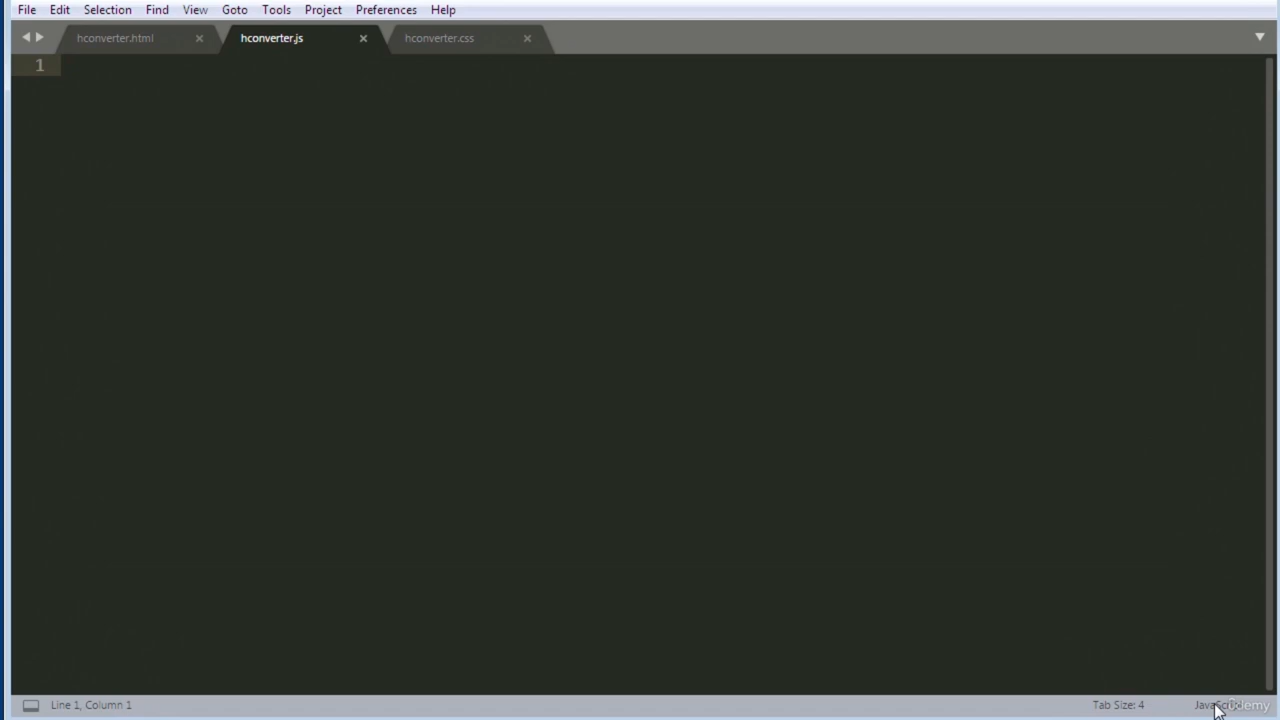 File Edit Selection Find View Goto Tools Project Preferences Help
hconverter.html hconverter.js hconverter.css
1
Line 1, Column 1 Tab Size: 4 JavaScript